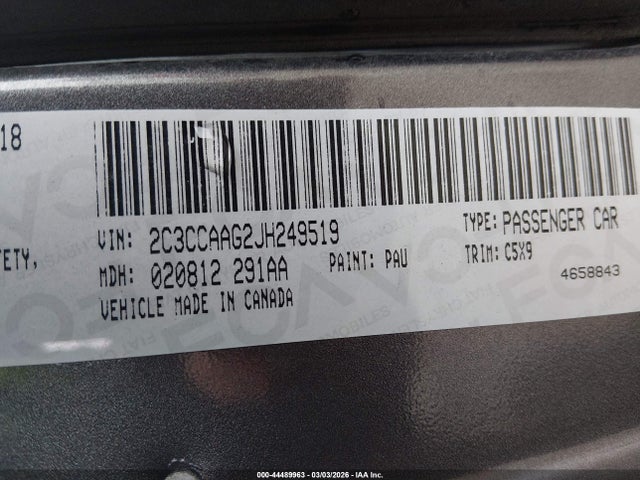 18
VIN: 2C3CCAAG2JH249519
TYPE: PASSENGER CAR
FETY,
MDH: 020812 291AA
PAINT: PAU
TRIM: C5X9
VEHICLE MADE IN CANADA
4658843
000-44489963 | 03/03/2026 - IAA Inc.